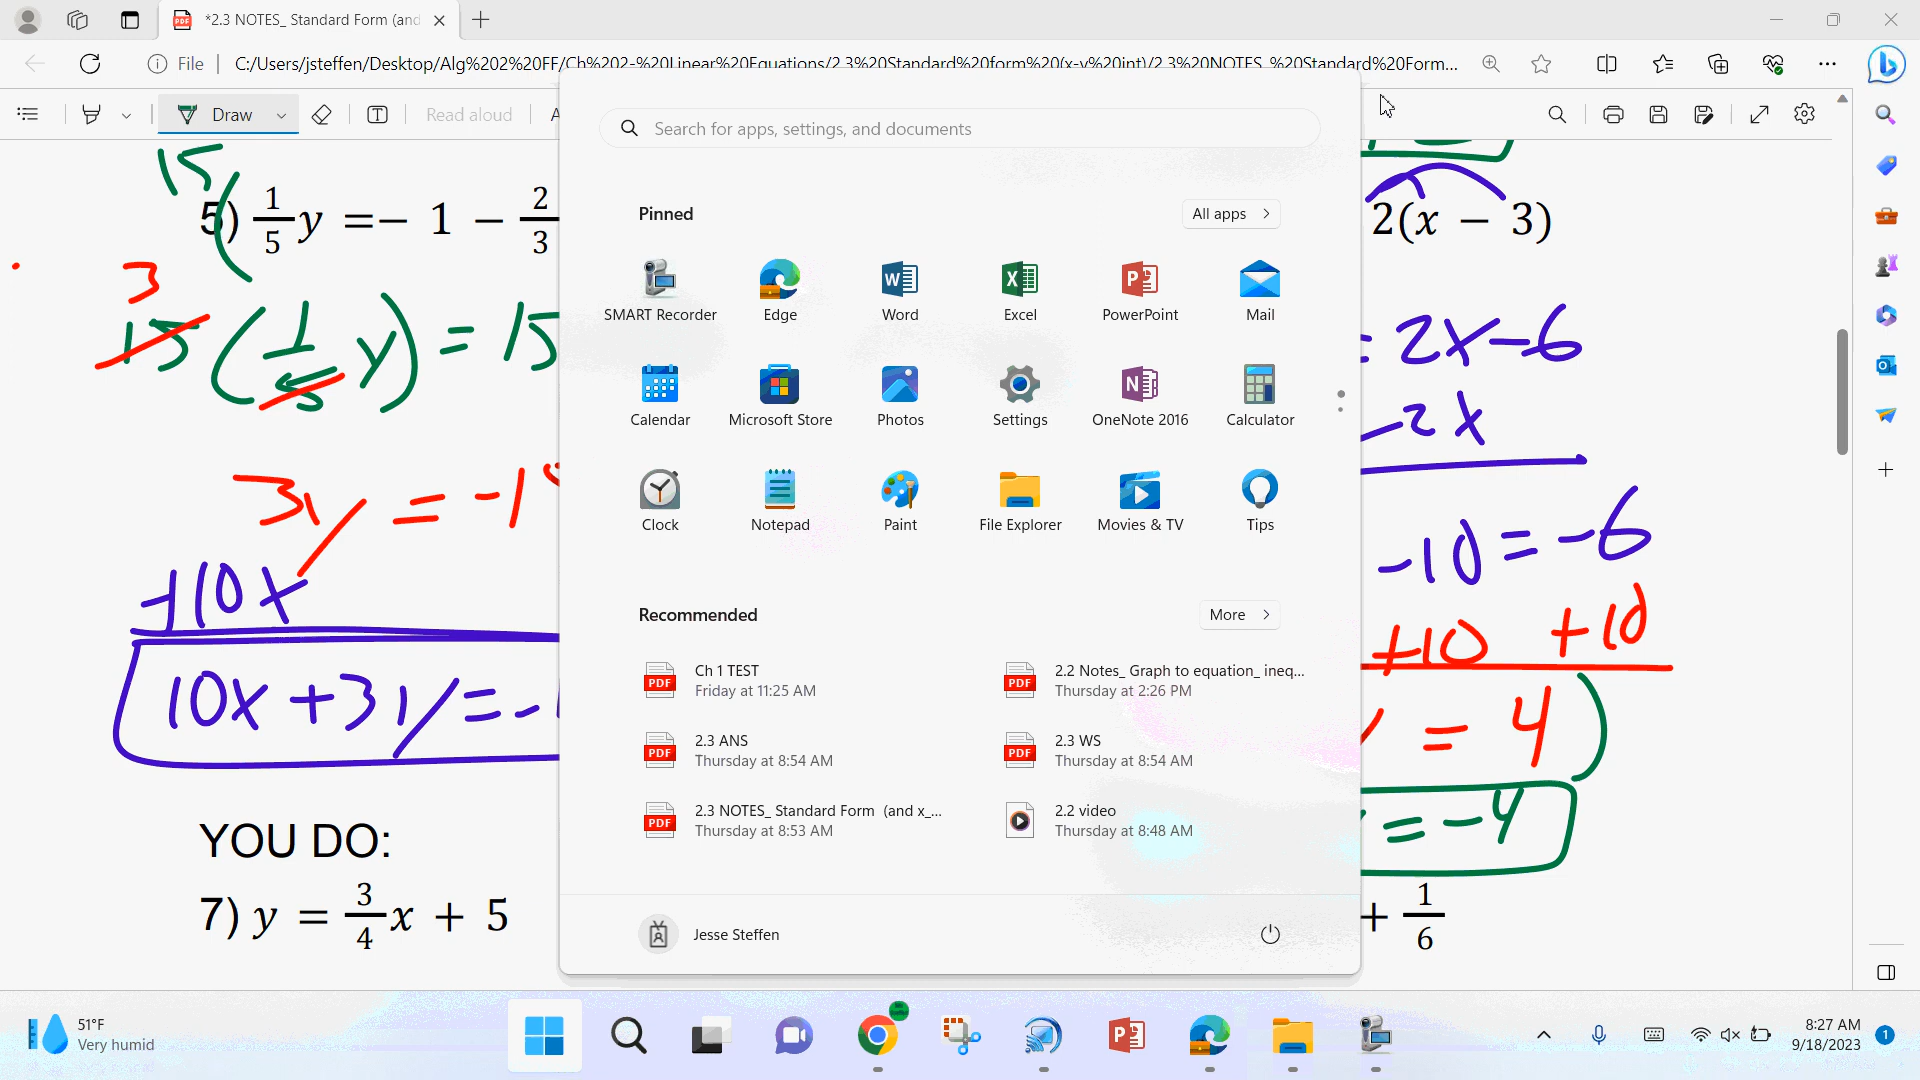 *2.3 NOTES_ Standard Form (and
File
C:/Users/jsteffen/Desktop/Alg%202%20FF/Ch%202-%20Linear%20Equations/2.3%20Standard%20form%20(x-y%20int)/2.3%20NOTES_%20Standard%20Form...
Draw
Read aloud
Search for apps, settings, and documents
Pinned
All apps
SMART Recorder
Edge
Word
Excel
PowerPoint
Mail
Calendar
Microsoft Store
Photos
Settings
OneNote 2016
Calculator
Clock
Notepad
Paint
File Explorer
Movies & TV
Tips
Recommended
More
Ch 1 TEST
Friday at 11:25 AM
2.2 Notes_ Graph to equation_ ineq...
Thursday at 2:26 PM
2.3 ANS
Thursday at 8:54 AM
2.3 WS
Thursday at 8:54 AM
2.3 NOTES_ Standard Form (and x_...
Thursday at 8:53 AM
2.2 video
Thursday at 8:48 AM
Jesse Steffen
15
5) 1/5 y = − 1 − 2/3
3
15 (1/5 y) = 15
3y = -1
+10x
10x + 3y = -1
YOU DO:
7) y = 3/4 x + 5
2(x − 3)
= 2x - 6
-2x
-10 = -6
+10 +10
y = 4
= -4
+ 1/6
51°F
Very humid
8:27 AM
9/18/2023
1